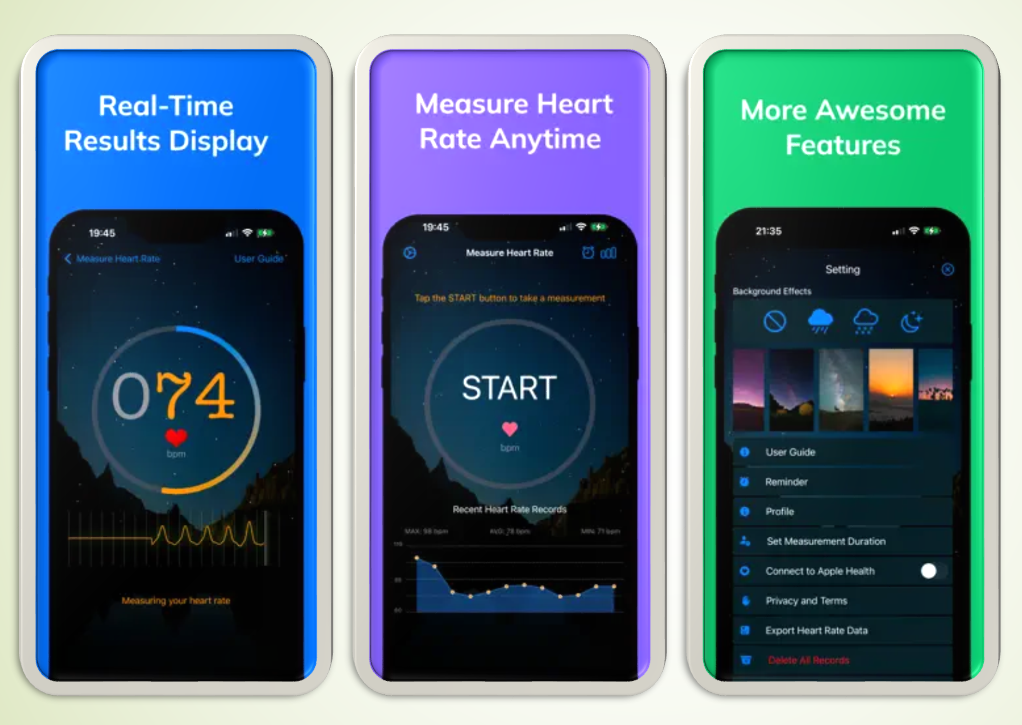 Real-Time
Results Display
19:45
Measure Heart Rate
User Guide
074
bpm
Measuring your heart rate
Measure Heart
Rate Anytime
19:45
Measure Heart Rate
Tap the START button to take a measurement
START
bpm
Recent Heart Rate Records
MAX: 98 bpm AVG: 78 bpm MIN: 71 bpm
More Awesome
Features
21:35
Setting
Background Effects
User Guide
Reminder
Profile
Set Measurement Duration
Connect to Apple Health
Privacy and Terms
Export Heart Rate Data
Delete All Records